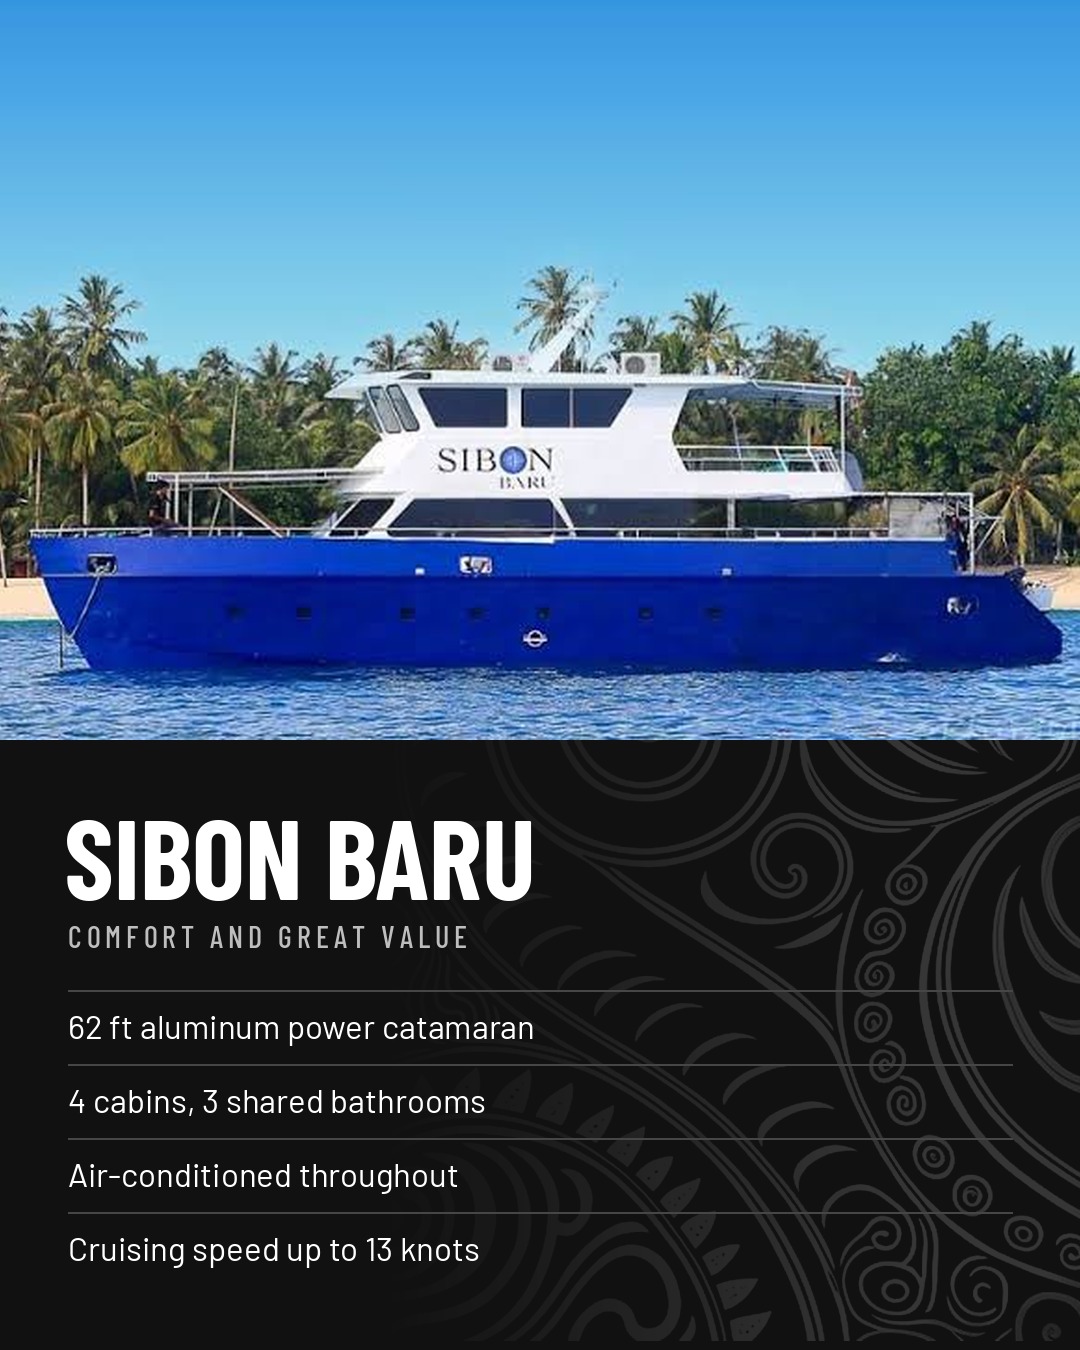 SIBON
BARU
SIBON BARU
COMFORT AND GREAT VALUE
62 ft aluminum power catamaran
4 cabins, 3 shared bathrooms
Air-conditioned throughout
Cruising speed up to 13 knots